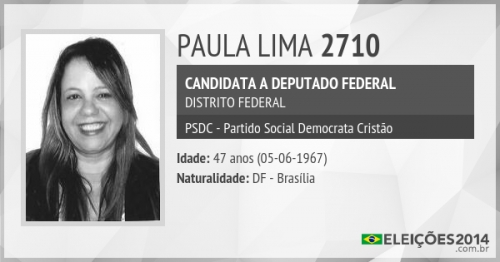 PAULA LIMA 2710
CANDIDATA A DEPUTADO FEDERAL
DISTRITO FEDERAL
PSDC - Partido Social Democrata Cristão
Idade: 47 anos (05-06-1967)
Naturalidade: DF - Brasília
ELEIÇÕES2014
.com.br